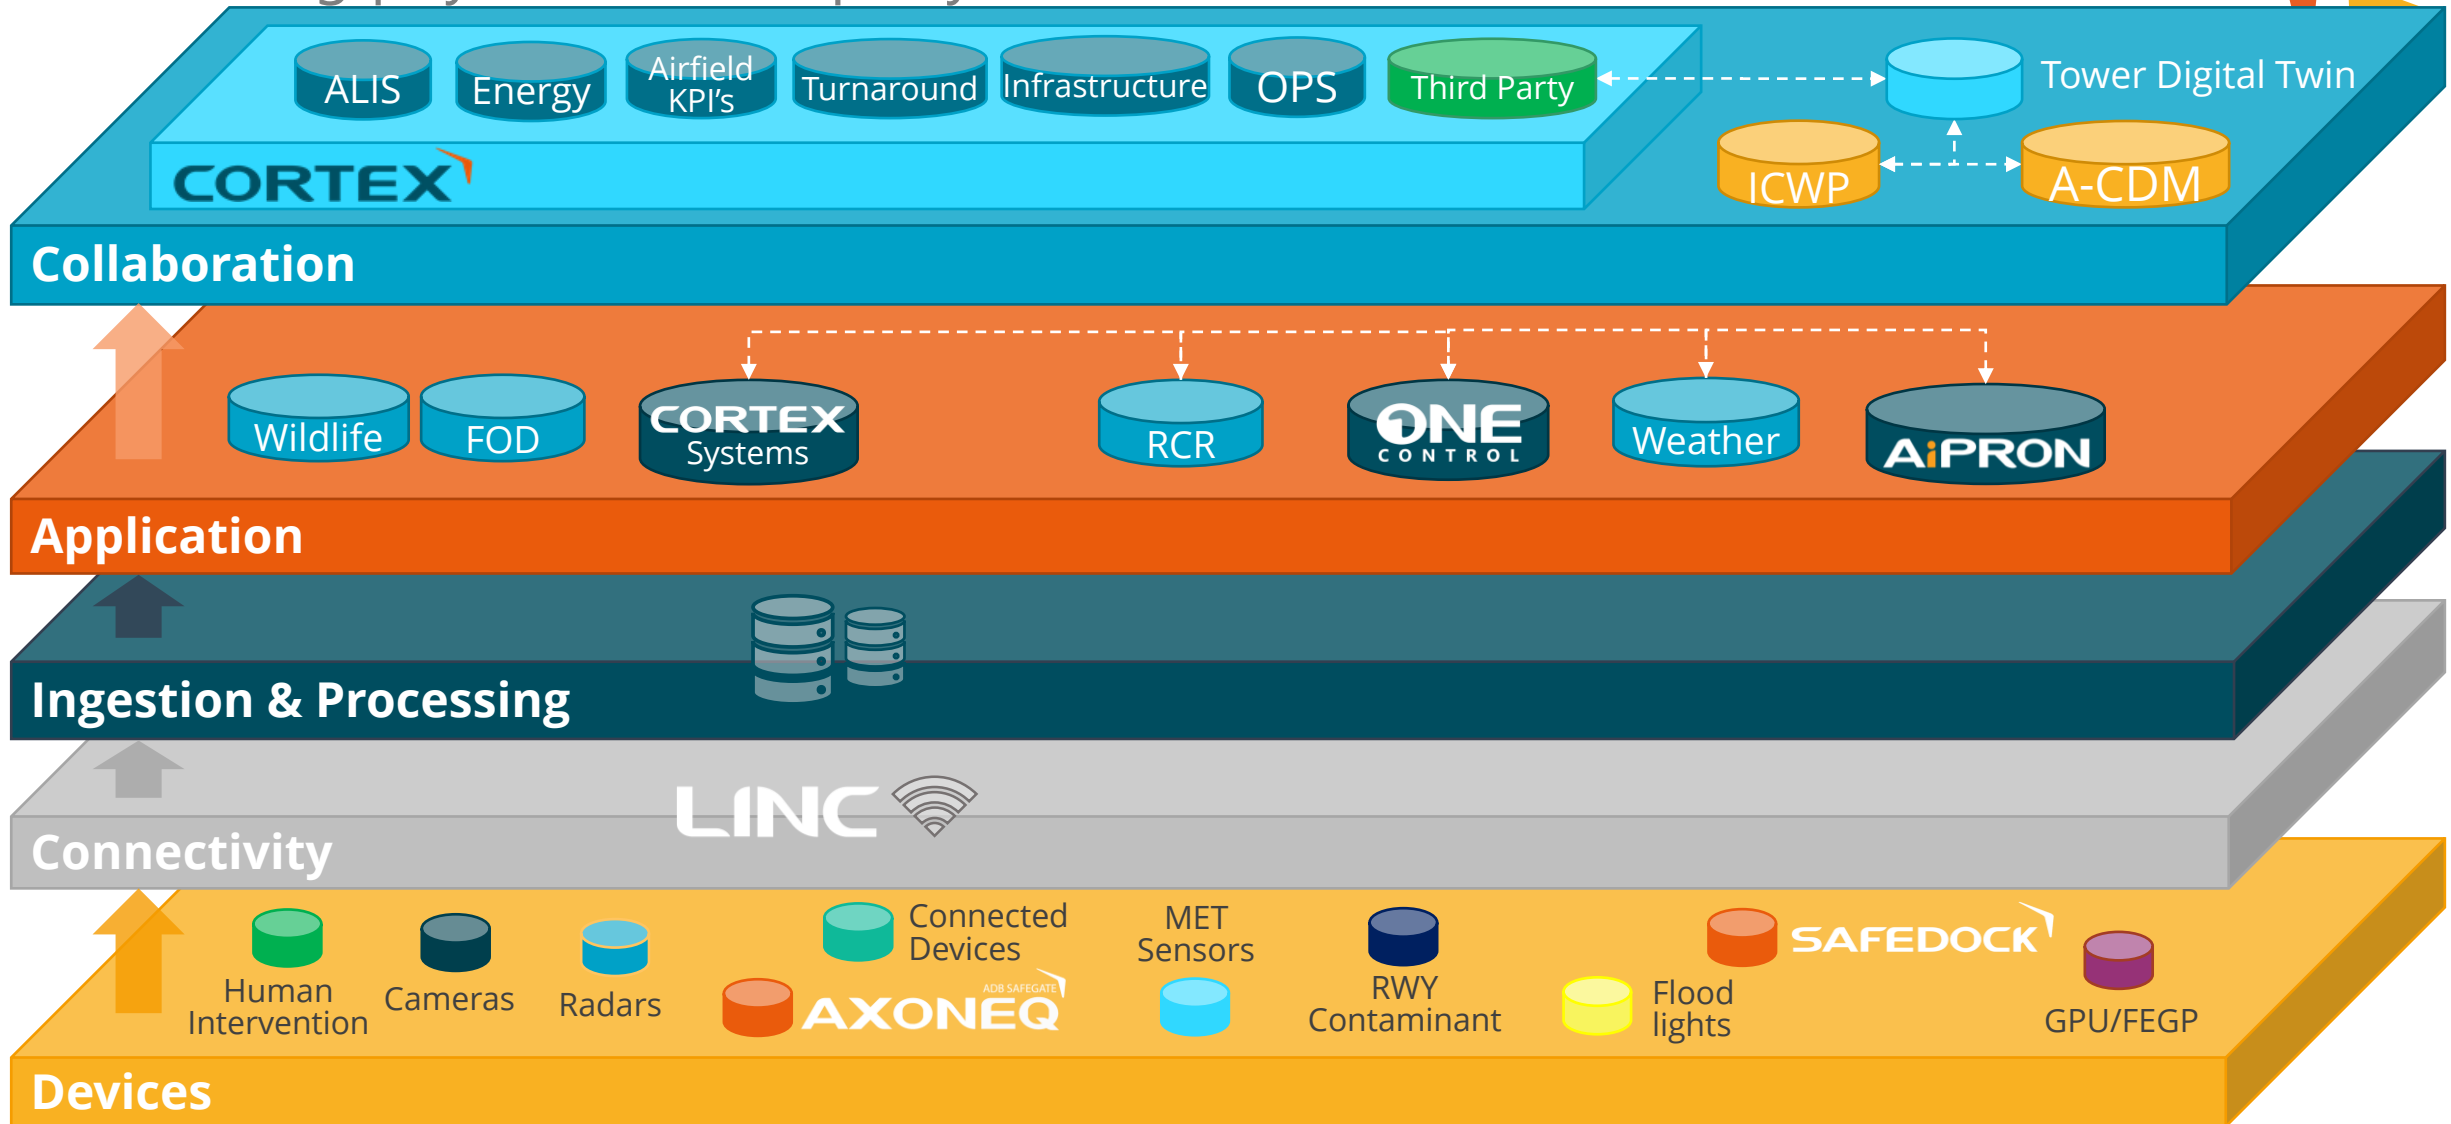 ALIS
Energy
Airfield
KPI's
Turnaround
Infrastructure
OPS
Third Party
Tower Digital Twin
ICWP
A-CDM
CORTEX
Collaboration
Wildlife
FOD
CORTEX
Systems
RCR
ONE
CONTROL
Weather
AiPRON
Application
Ingestion & Processing
LINC
Connectivity
Human
Intervention
Cameras
Radars
Connected
Devices
ADB SAFEGATE
AXONEQ
MET
Sensors
RWY
Contaminant
Flood
lights
SAFEDOCK
GPU/FEGP
Devices